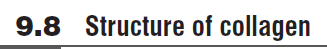 9.8 Structure of collagen